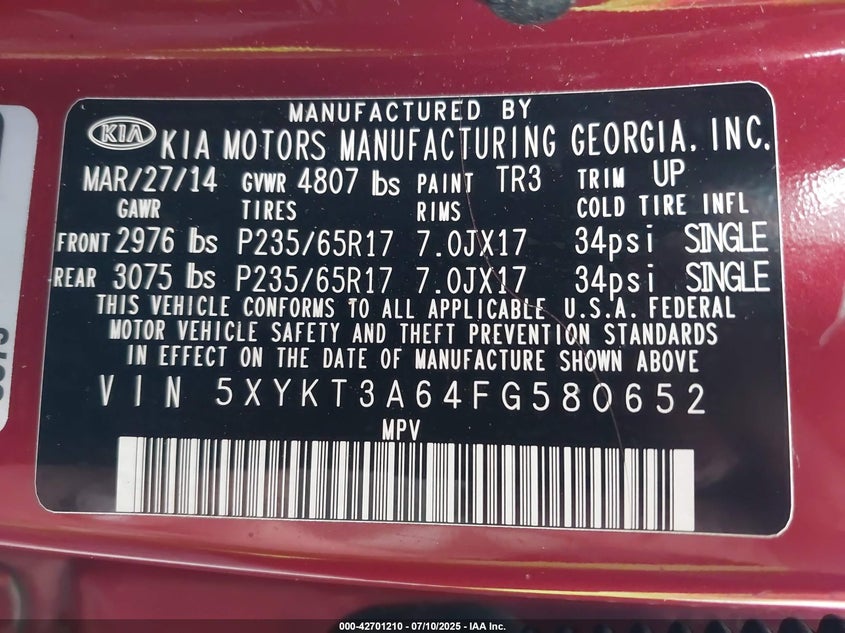 MANUFACTURED BY
KIA KIA MOTORS MANUFACTURING GEORGIA, INC.
MAR/27/14 GVWR 4807 lbs PAINT TR3 TRIM UP
GAWR TIRES RIMS COLD TIRE INFL
FRONT 2976 lbs P235/65R17 7.0JX17 34psi SINGLE
REAR 3075 lbs P235/65R17 7.0JX17 34psi SINGLE
THIS VEHICLE CONFORMS TO ALL APPLICABLE U.S.A. FEDERAL
MOTOR VEHICLE SAFETY AND THEFT PREVENTION STANDARDS
IN EFFECT ON THE DATE OF MANUFACTURE SHOWN ABOVE
VIN 5XYKT3A64FG580652
MPV
000-42701210 - 07/10/2025 - IAA Inc.